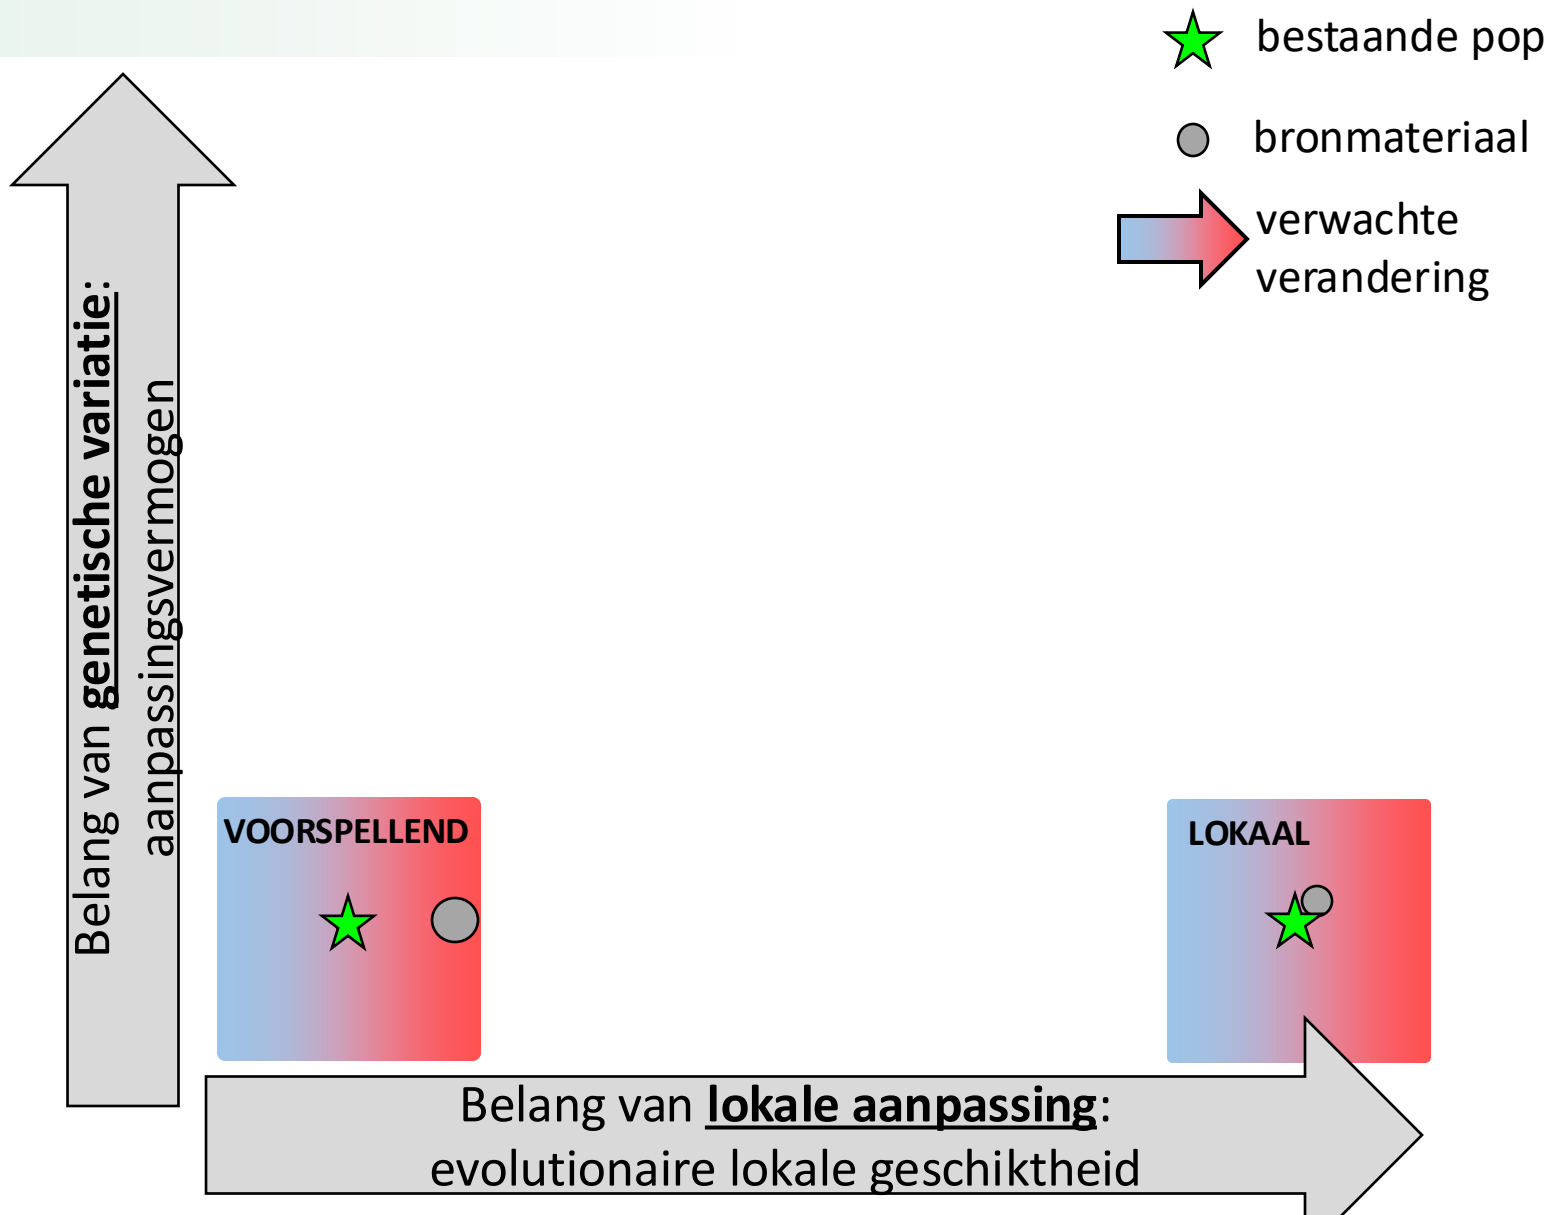 bestaande pop
bronmateriaal
verwachte
verandering
Belang van genetische variatie:
aanpassingsvermogen
VOORSPELLEND
LOKAAL
Belang van lokale aanpassing:
evolutionaire lokale geschiktheid